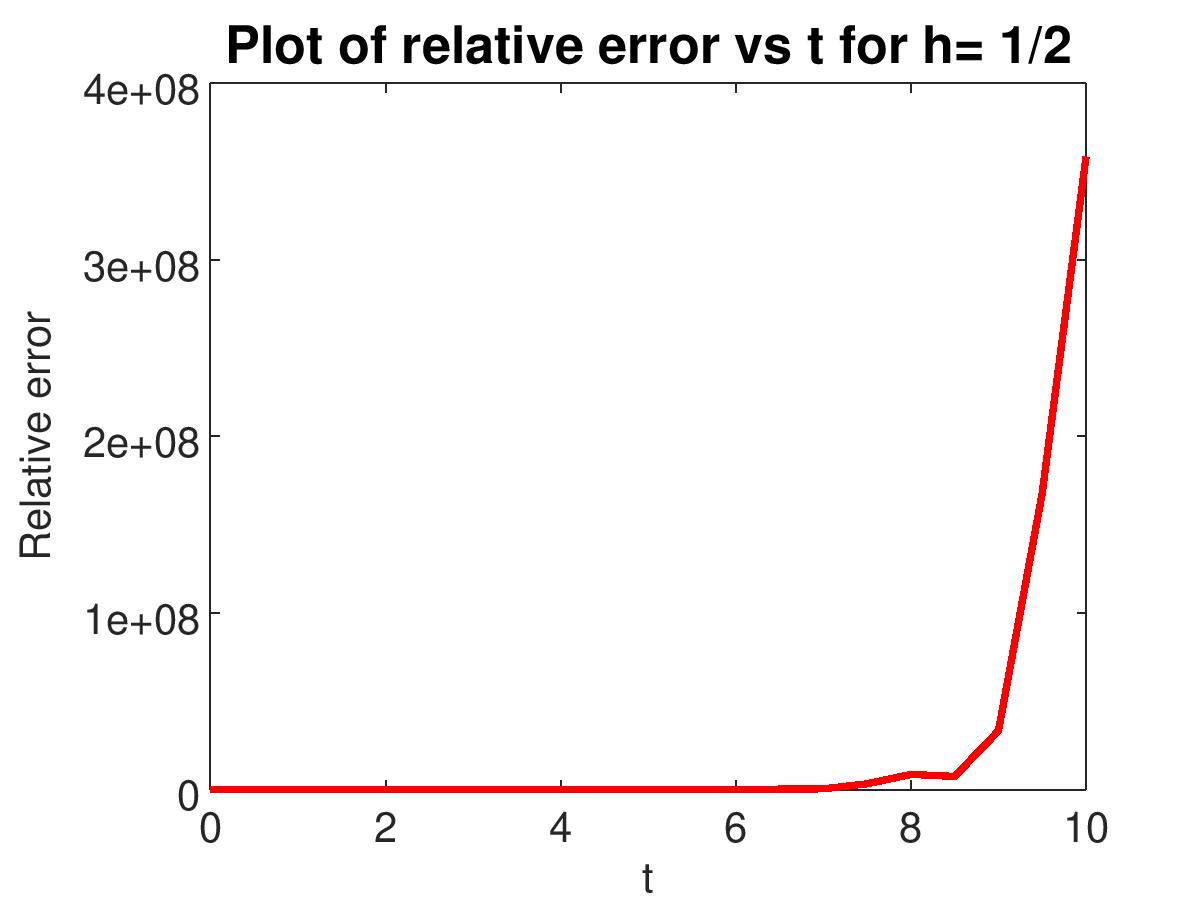 Plot of relative error vs t for h= 1/2
Relative error
4e+08
3e+08
2e+08
1e+08
0
0 2 4 6 8 10
t